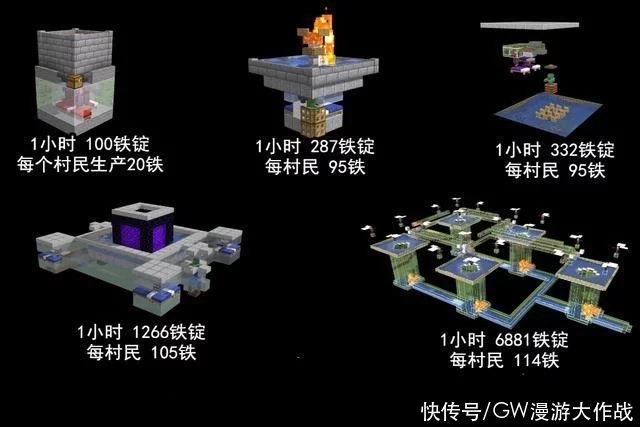 1小时 100铁锭
每个村民生产20铁
1小时 287铁锭
每村民 95铁
1小时 332铁锭
每村民 95铁
1小时 1266铁锭
每村民 105铁
1小时 6881铁锭
每村民 114铁
快传号/GW漫游大作战